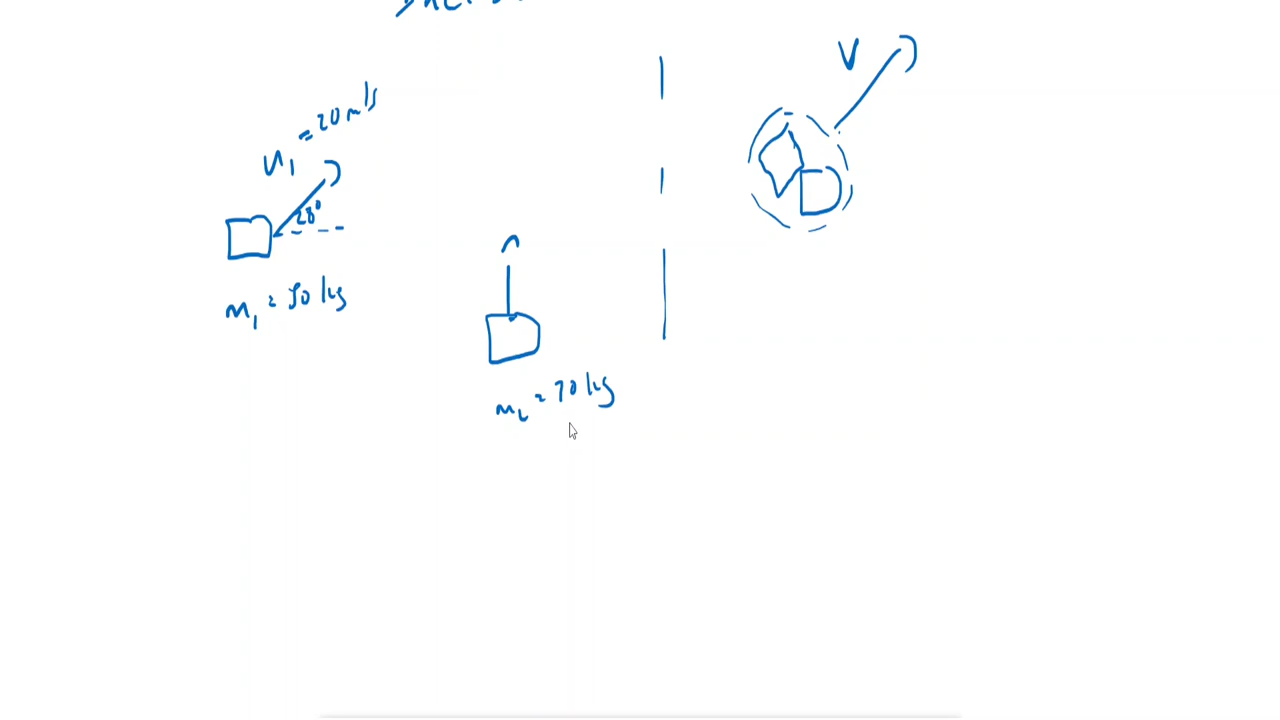 V
u₁ = 20 m/s
28°
m₁ = 50 kg
m₂ = 70 kg